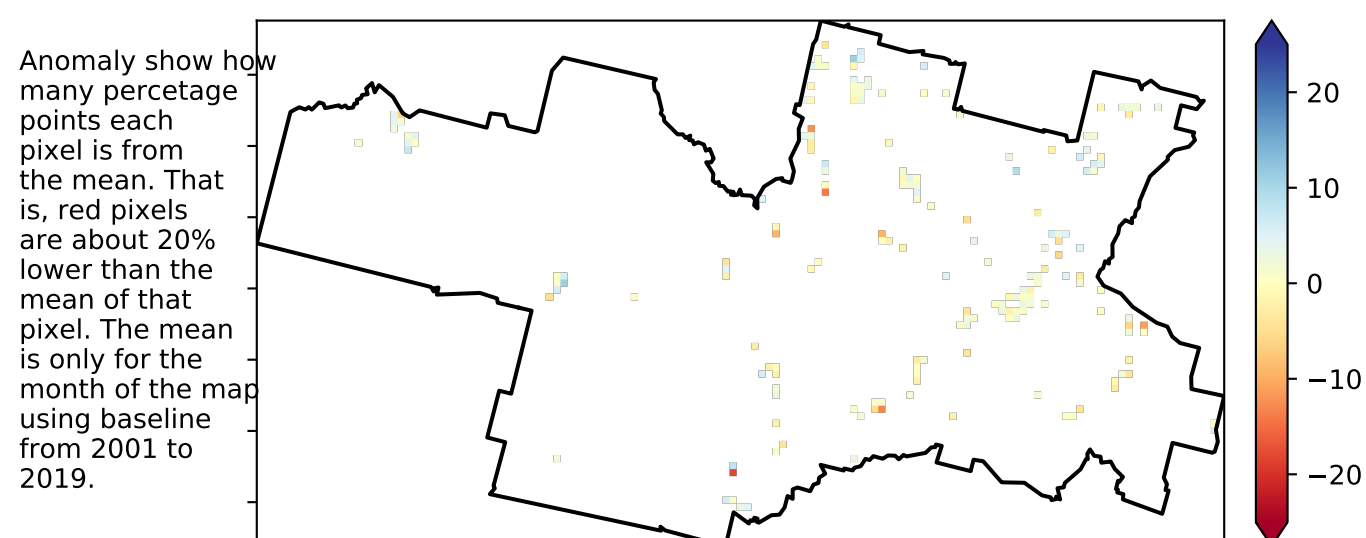 Anomaly show how
many percetage
points each
pixel is from
the mean. That
is, red pixels
are about 20%
lower than the
mean of that
pixel. The mean
is only for the
month of the map
using baseline
from 2001 to
2019.
20
10
0
−10
−20